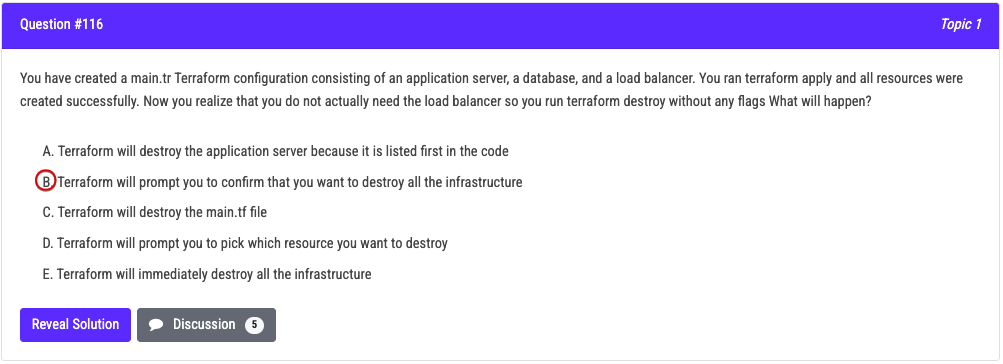 Question #116
Topic 1
You have created a main.tr Terraform configuration consisting of an application server, a database, and a load balancer. You ran terraform apply and all resources were
created successfully. Now you realize that you do not actually need the load balancer so you run terraform destroy without any flags What will happen?
A. Terraform will destroy the application server because it is listed first in the code
B. Terraform will prompt you to confirm that you want to destroy all the infrastructure
C. Terraform will destroy the main.tf file
D. Terraform will prompt you to pick which resource you want to destroy
E. Terraform will immediately destroy all the infrastructure
Reveal Solution
Discussion 5